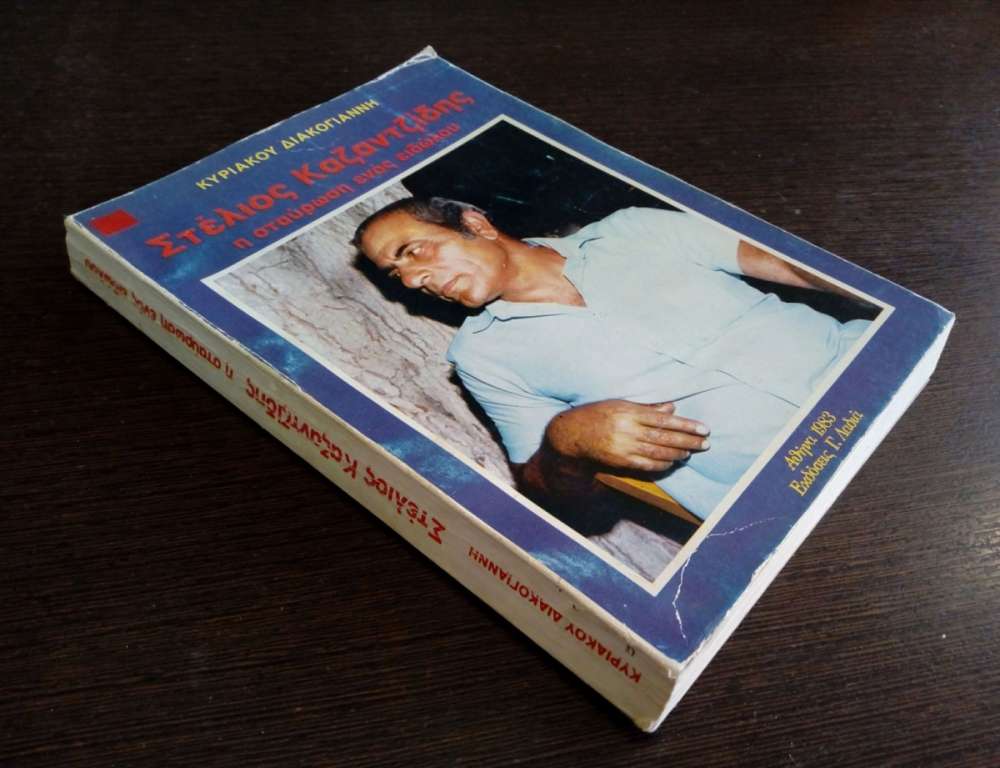 ΚΥΡΙΑΚΟΥ ΔΙΑΚΟΓΙΑΝΝΗ
Στέλιος Καζαντζίδης
η σταύρωση ενός ειδώλου
Αθήνα 1983
Εκδόσεις Γ. Λαδιά
ΚΥΡΙΑΚΟΥ ΔΙΑΚΟΓΙΑΝΝΗ
Στέλιος Καζαντζίδης
η σταύρωση ενός ειδώλου